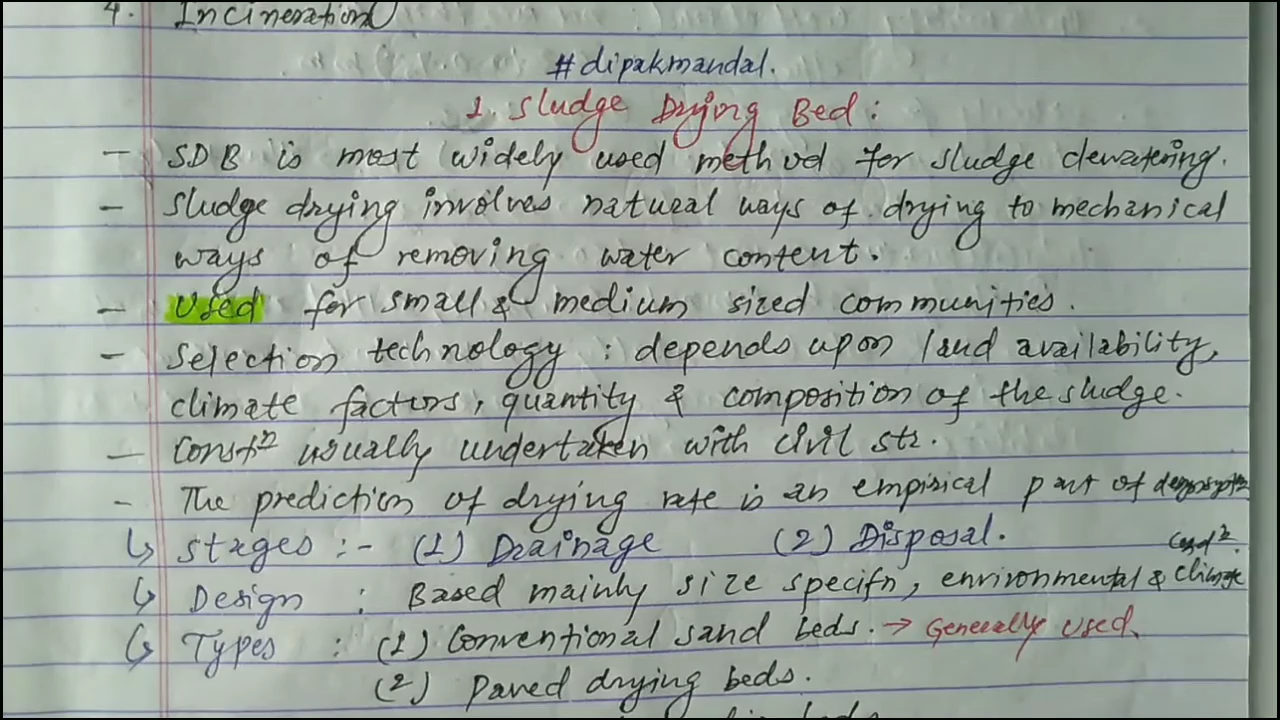 4. Incineration
#dipakmandal.
1. Sludge Drying Bed :
- SDB is most widely used method for sludge dewatering.
- Sludge drying involves natural ways of drying to mechanical
ways of removing water content.
- Used for small & medium sized communities.
- Selection technology : depends upon land availability,
climate factors, quantity & composition of the sludge.
- Constⁿ usually undertaken with civil str.
- The prediction of drying rate is an empirical part of
↳ Stages :- (1) Drainage (2) Disposal.
↳ Design : Based mainly size specifn, environmental & climate condⁿ.
↳ Types : (1) Conventional sand beds. → Generally used.
(2) Paved drying beds.
beds